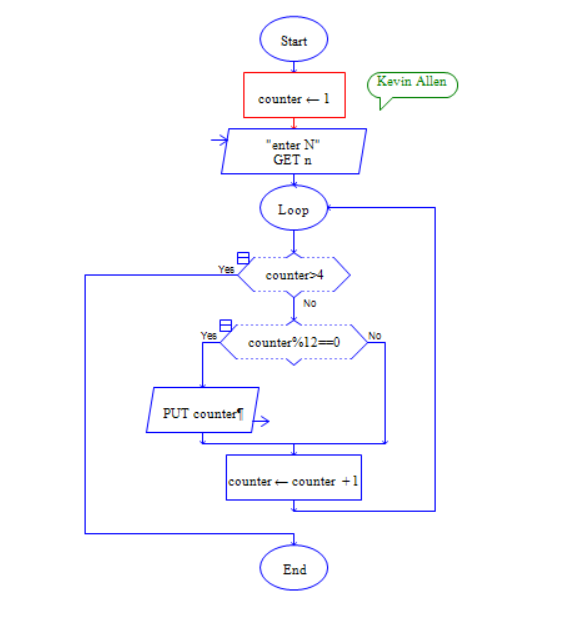 Start
counter ← 1
Kevin Allen
"enter N"
GET n
Loop
counter>4
Yes
No
counter%12==0
Yes
No
PUT counter¶
counter ← counter +1
End